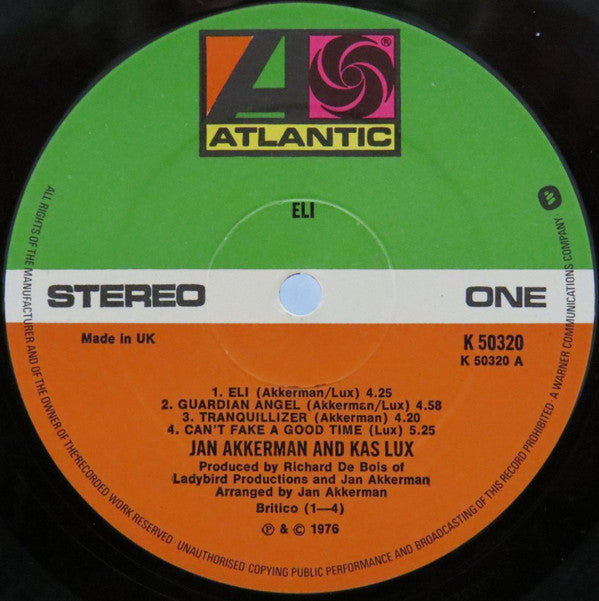 ATLANTIC
®
ELI
STEREO
ONE
Made in UK
K 50320
K 50320 A
1. ELI (Akkerman/Lux) 4.25
2. GUARDIAN ANGEL (Akkerman/Lux) 4.58
3. TRANQUILLIZER (Akkerman) 4.20
4. CAN'T FAKE A GOOD TIME (Lux) 5.25
JAN AKKERMAN AND KAS LUX
Produced by Richard De Bois of
Ladybird Productions and Jan Akkerman
Arranged by Jan Akkerman
Britico (1—4)
℗ & © 1976
ALL RIGHTS OF THE MANUFACTURER AND OF THE OWNER OF THE RECORDED WORK RESERVED. UNAUTHORISED COPYING PUBLIC PERFORMANCE AND BROADCASTING OF THIS RECORD PROHIBITED. A WARNER COMMUNICATIONS COMPANY